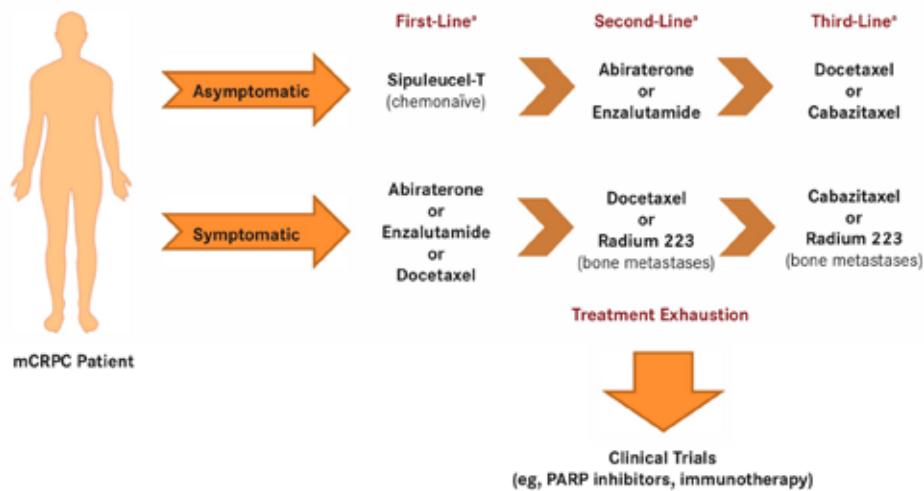 First-Line* Second-Line* Third-Line*
Asymptomatic
Sipuleucel-T
(chemonaïve)
Abiraterone
or
Enzalutamide
Docetaxel
or
Cabazitaxel
Symptomatic
Abiraterone
or
Enzalutamide
or
Docetaxel
Docetaxel
or
Radium 223
(bone metastases)
Cabazitaxel
or
Radium 223
(bone metastases)
mCRPC Patient
Treatment Exhaustion
Clinical Trials
(eg, PARP inhibitors, immunotherapy)